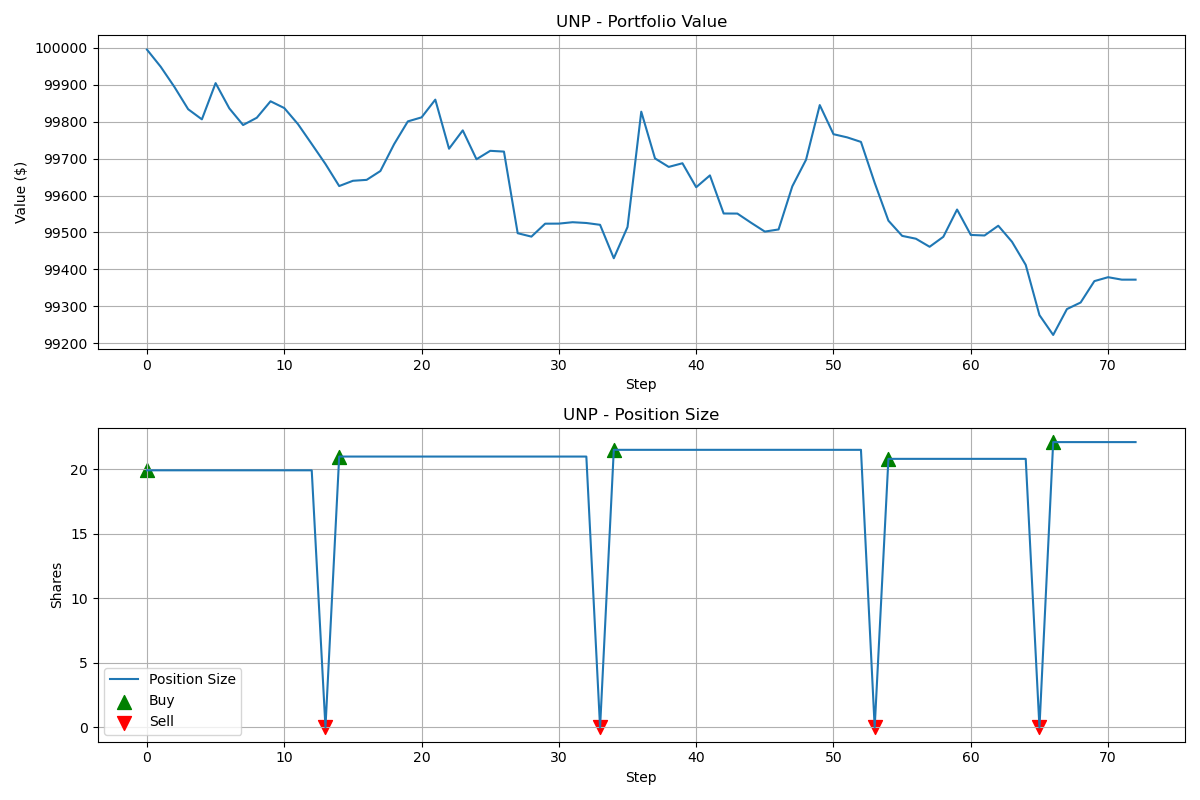 UNP - Portfolio Value
100000
99900
99800
99700
99600
99500
99400
99300
99200
Value ($)
0 10 20 30 40 50 60 70
Step
UNP - Position Size
20
15
10
5
0
Shares
Position Size
Buy
Sell
0 10 20 30 40 50 60 70
Step